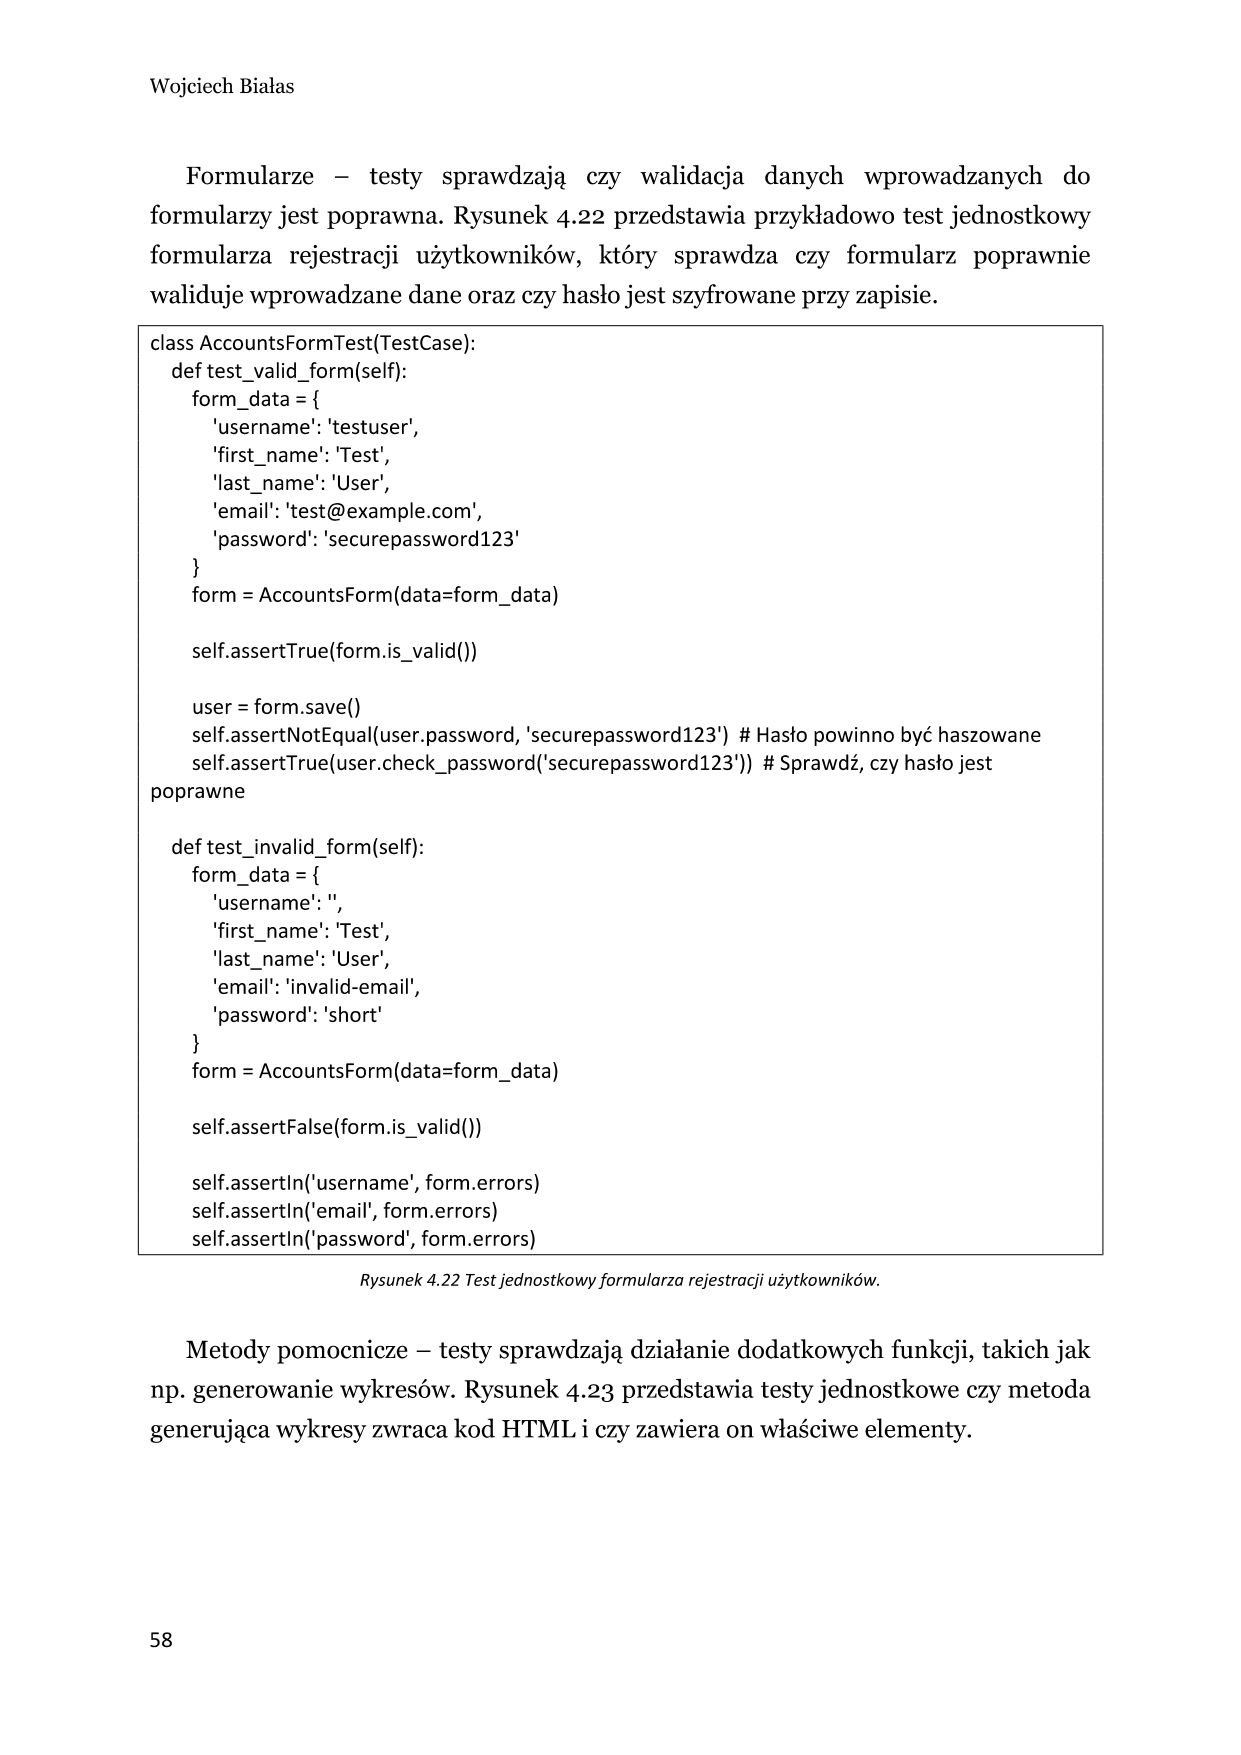 Wojciech Białas
Formularze – testy sprawdzają czy walidacja danych wprowadzanych do
formularzy jest poprawna. Rysunek 4.22 przedstawia przykładowo test jednostkowy
formularza rejestracji użytkowników, który sprawdza czy formularz poprawnie
waliduje wprowadzane dane oraz czy hasło jest szyfrowane przy zapisie.
class AccountsFormTest(TestCase):
    def test_valid_form(self):
        form_data = {
            'username': 'testuser',
            'first_name': 'Test',
            'last_name': 'User',
            'email': 'test@example.com',
            'password': 'securepassword123'
        }
        form = AccountsForm(data=form_data)

        self.assertTrue(form.is_valid())

        user = form.save()
        self.assertNotEqual(user.password, 'securepassword123')  # Hasło powinno być haszowane
        self.assertTrue(user.check_password('securepassword123'))  # Sprawdź, czy hasło jest
poprawne

    def test_invalid_form(self):
        form_data = {
            'username': '',
            'first_name': 'Test',
            'last_name': 'User',
            'email': 'invalid-email',
            'password': 'short'
        }
        form = AccountsForm(data=form_data)

        self.assertFalse(form.is_valid())

        self.assertIn('username', form.errors)
        self.assertIn('email', form.errors)
        self.assertIn('password', form.errors)
Rysunek 4.22 Test jednostkowy formularza rejestracji użytkowników.
Metody pomocnicze – testy sprawdzają działanie dodatkowych funkcji, takich jak
np. generowanie wykresów. Rysunek 4.23 przedstawia testy jednostkowe czy metoda
generująca wykresy zwraca kod HTML i czy zawiera on właściwe elementy.
58